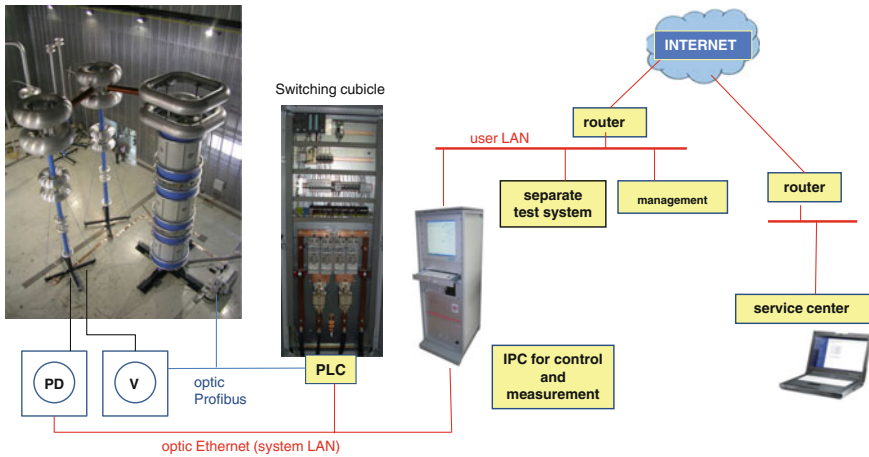 INTERNET
Switching cubicle
router
user LAN
separate
test system
management
router
service center
PLC
IPC for control
and
measurement
PD
V
optic
Profibus
optic Ethernet (system LAN)